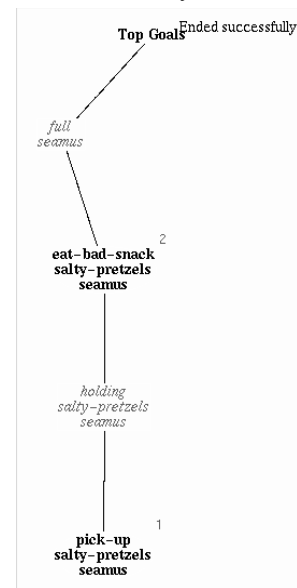 Top Goals
Ended successfully
full
seamus
2
eat-bad-snack
salty-pretzels
seamus
holding
salty-pretzels
seamus
1
pick-up
salty-pretzels
seamus